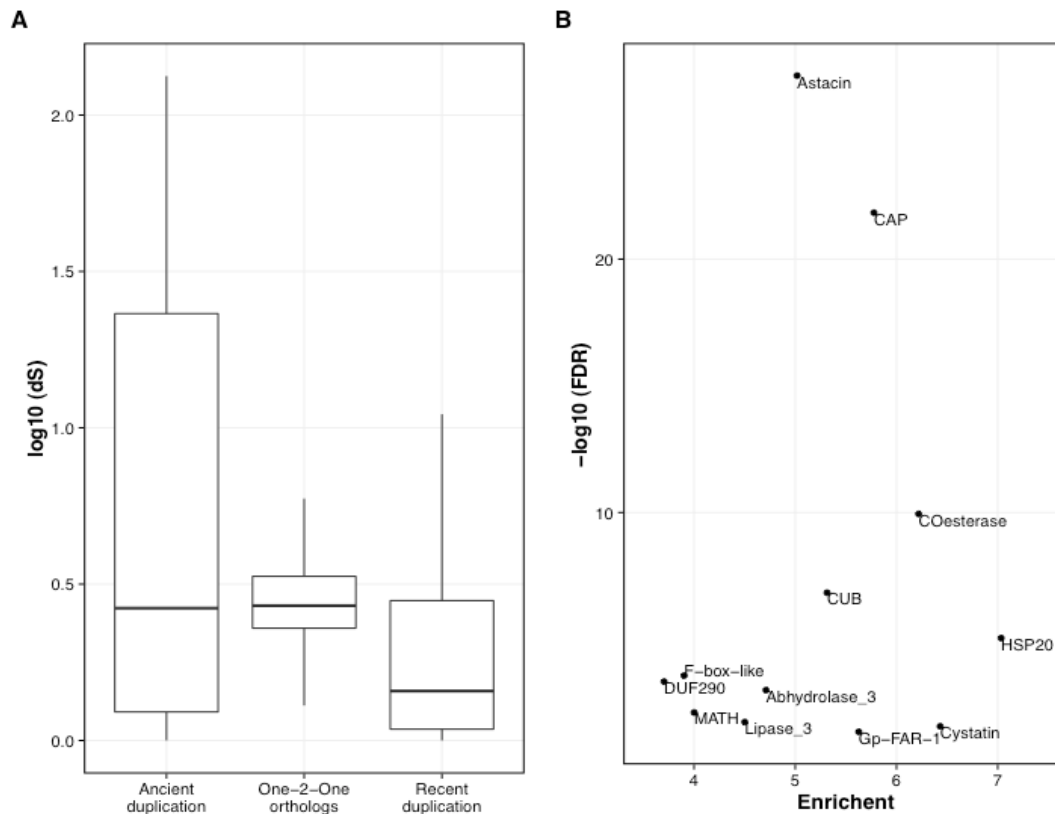 A
log10 (dS)
2.0
1.5
1.0
0.5
0.0
Ancient
duplication
One-2-One
orthologs
Recent
duplication
B
-log10 (FDR)
20
10
Astacin
CAP
COesterase
CUB
HSP20
F-box-like
DUF290
Abhydrolase_3
MATH
Lipase_3
Gp-FAR-1
Cystatin
4
5
6
7
Enrichent